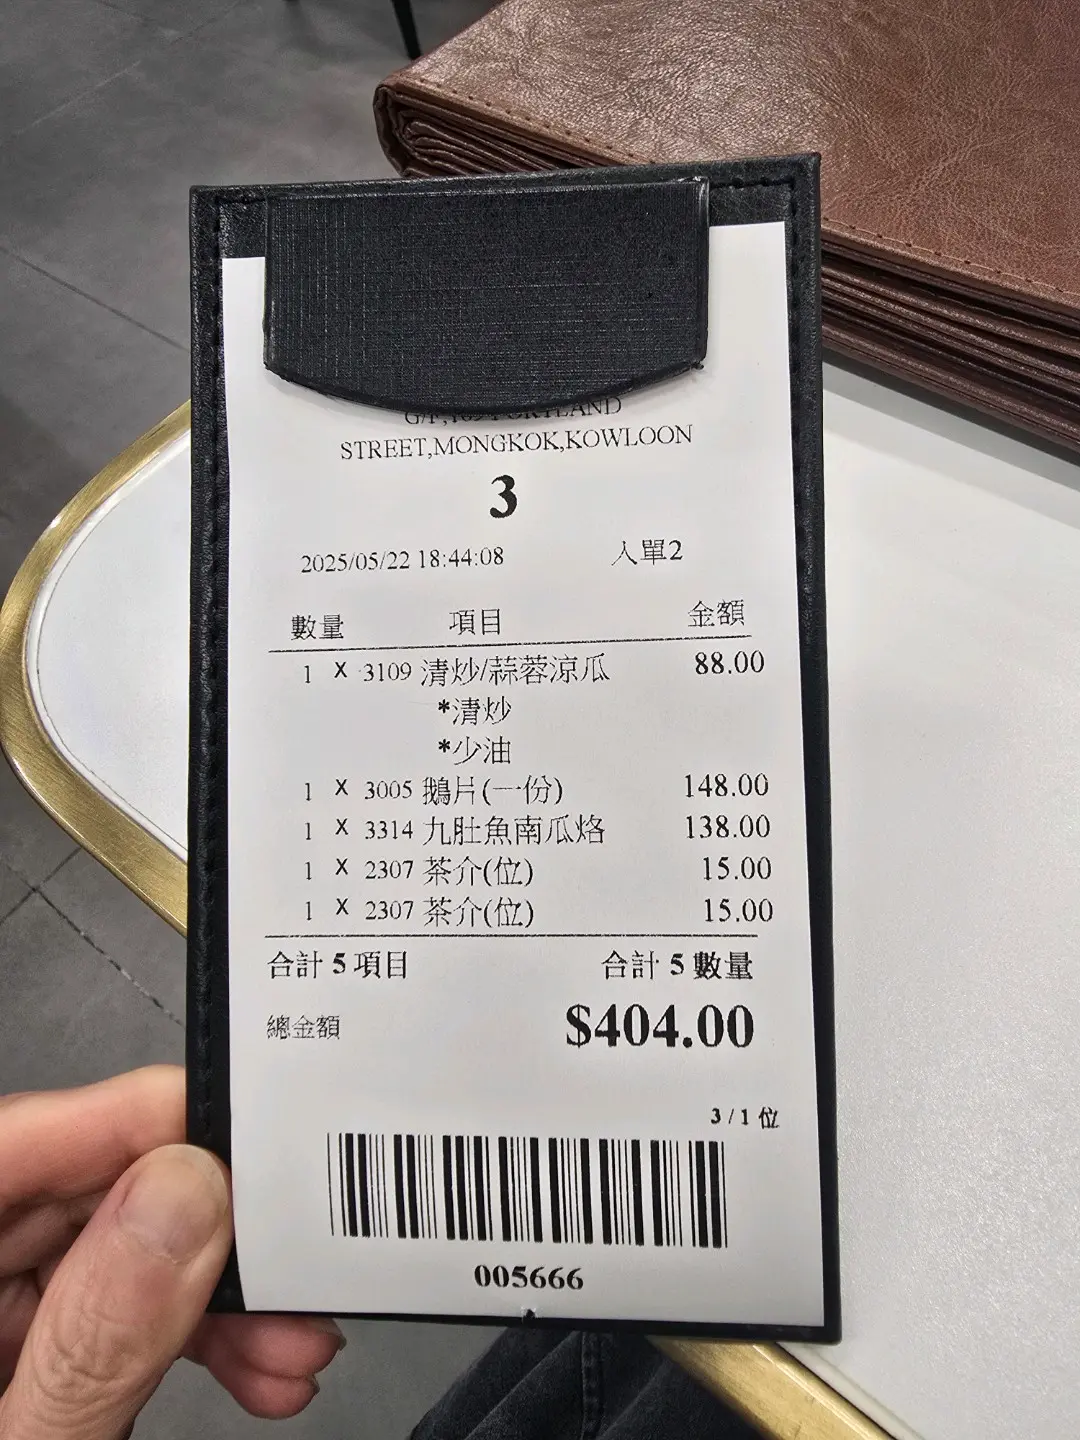 STREET,MONGKOK,KOWLOON
3
2025/05/22 18:44:08 入單2
數量 項目 金額
1 X 3109 清炒/蒜蓉涼瓜 88.00
*清炒
*少油
1 X 3005 鵝片(一份) 148.00
1 X 3314 九肚魚南瓜烙 138.00
1 X 2307 茶介(位) 15.00
1 X 2307 茶介(位) 15.00
合計 5 項目 合計 5 數量
總金額 $404.00
3 / 1 位
005666